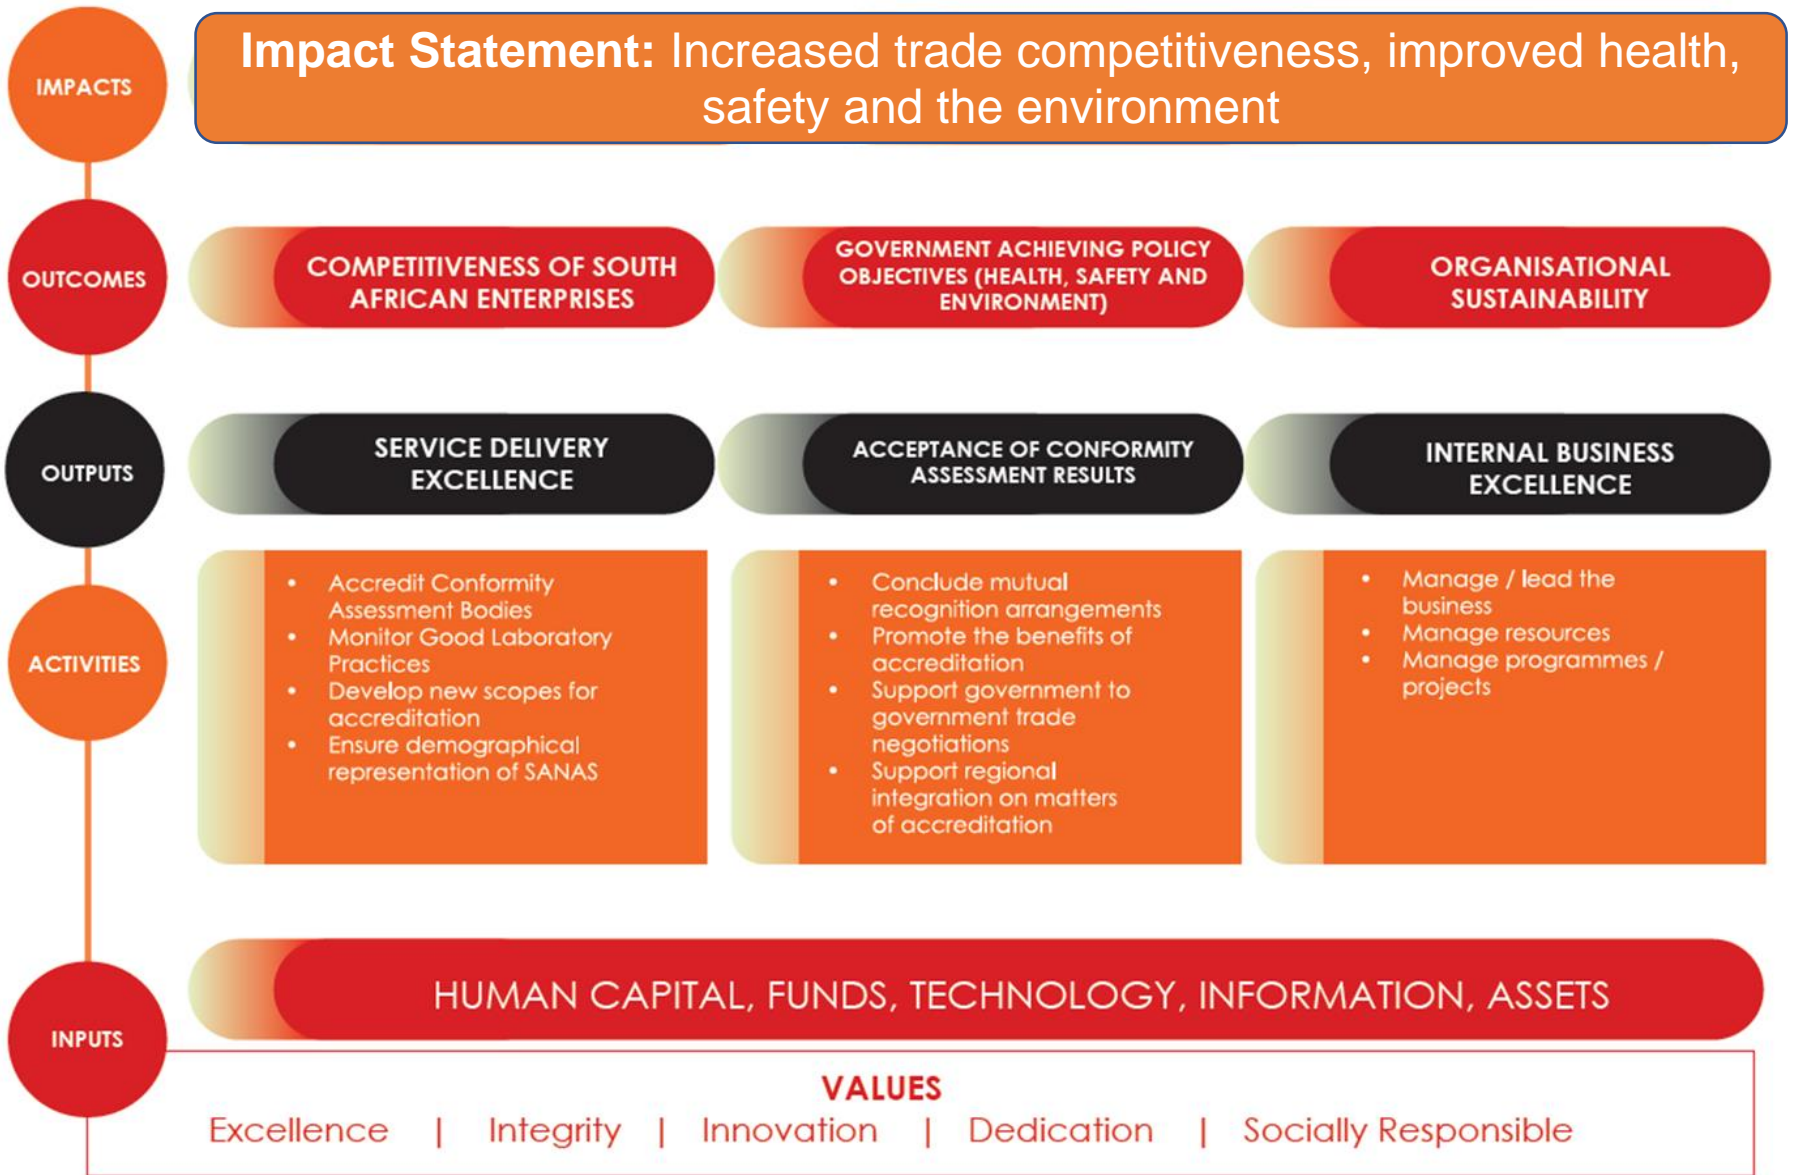 IMPACTS
Impact Statement: Increased trade competitiveness, improved health,
safety and the environment
OUTCOMES
COMPETITIVENESS OF SOUTH
AFRICAN ENTERPRISES
GOVERNMENT ACHIEVING POLICY
OBJECTIVES (HEALTH, SAFETY AND
ENVIRONMENT)
ORGANISATIONAL
SUSTAINABILITY
OUTPUTS
SERVICE DELIVERY
EXCELLENCE
ACCEPTANCE OF CONFORMITY
ASSESSMENT RESULTS
INTERNAL BUSINESS
EXCELLENCE
ACTIVITIES
• Accredit Conformity
Assessment Bodies
• Monitor Good Laboratory
Practices
• Develop new scopes for
accreditation
• Ensure demographical
representation of SANAS
• Conclude mutual
recognition arrangements
• Promote the benefits of
accreditation
• Support government to
government trade
negotiations
• Support regional
integration on matters
of accreditation
• Manage / lead the
business
• Manage resources
• Manage programmes /
projects
INPUTS
HUMAN CAPITAL, FUNDS, TECHNOLOGY, INFORMATION, ASSETS
VALUES
Excellence | Integrity | Innovation | Dedication | Socially Responsible